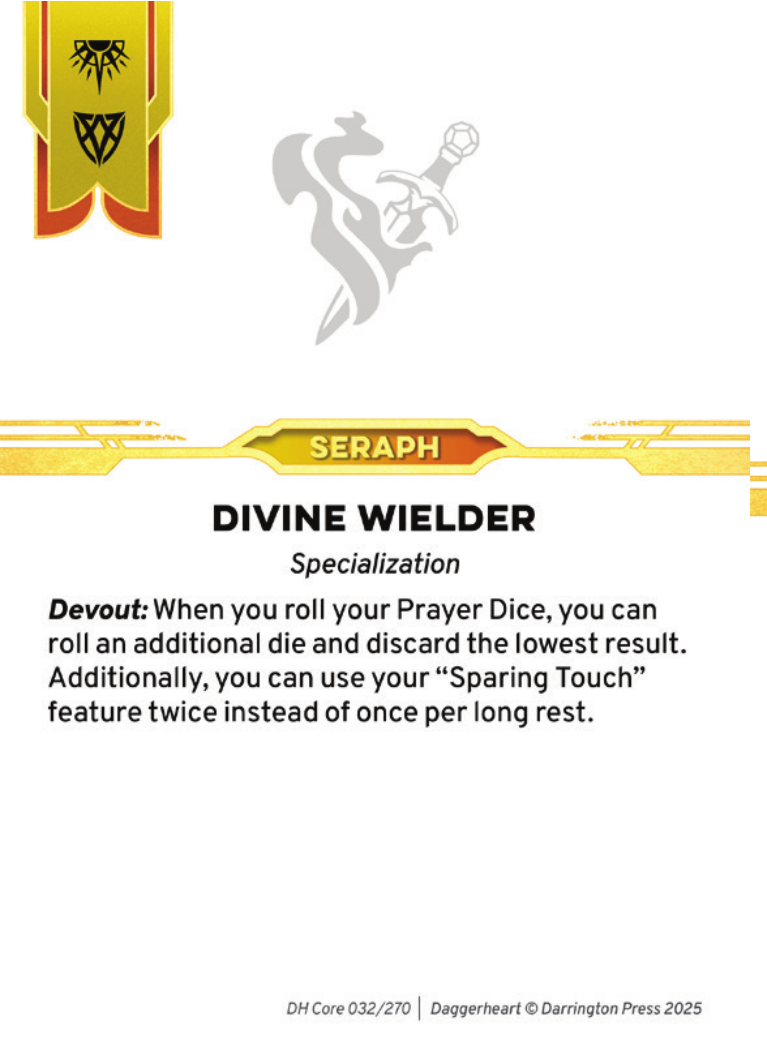 SERAPH
DIVINE WIELDER
Specialization
Devout: When you roll your Prayer Dice, you can
roll an additional die and discard the lowest result.
Additionally, you can use your “Sparing Touch”
feature twice instead of once per long rest.
DH Core 032/270 | Daggerheart © Darrington Press 2025